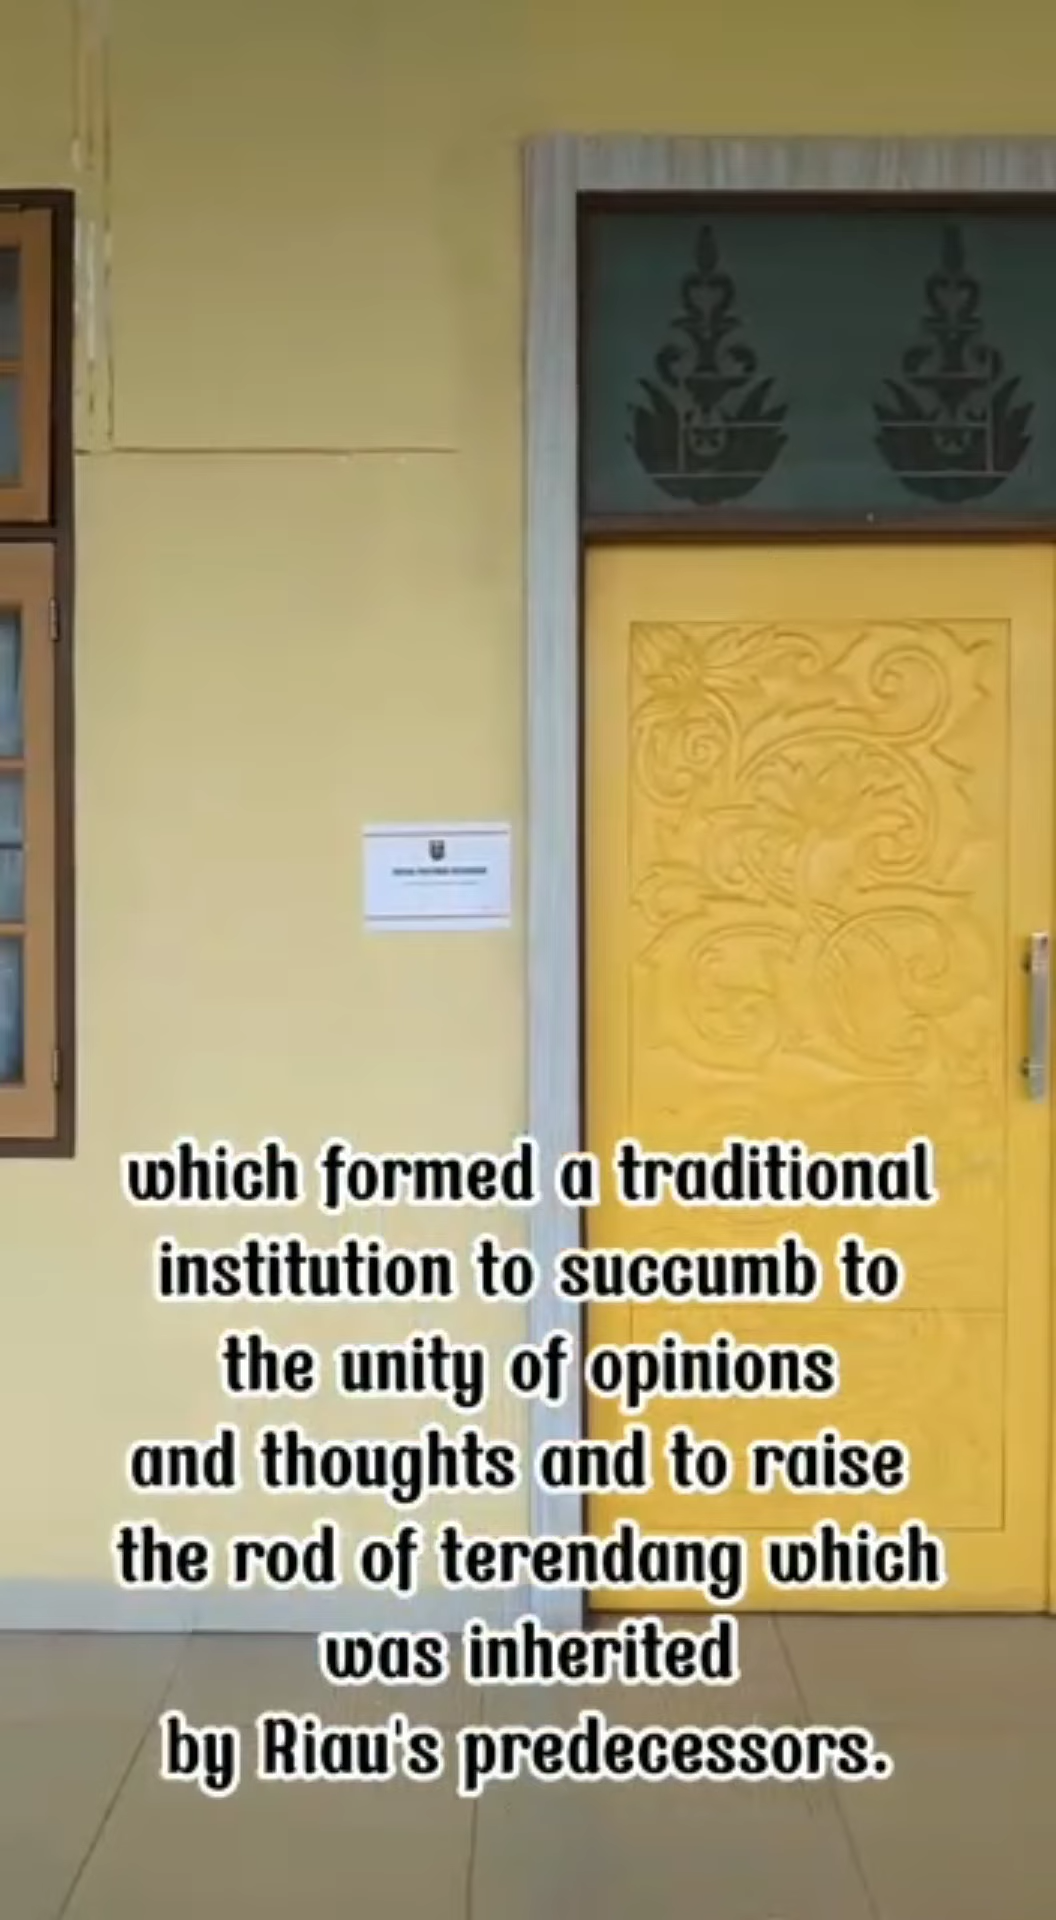 which formed a traditional
institution to succumb to
the unity of opinions
and thoughts and to raise
the rod of terendang which
was inherited
by Riau's predecessors.